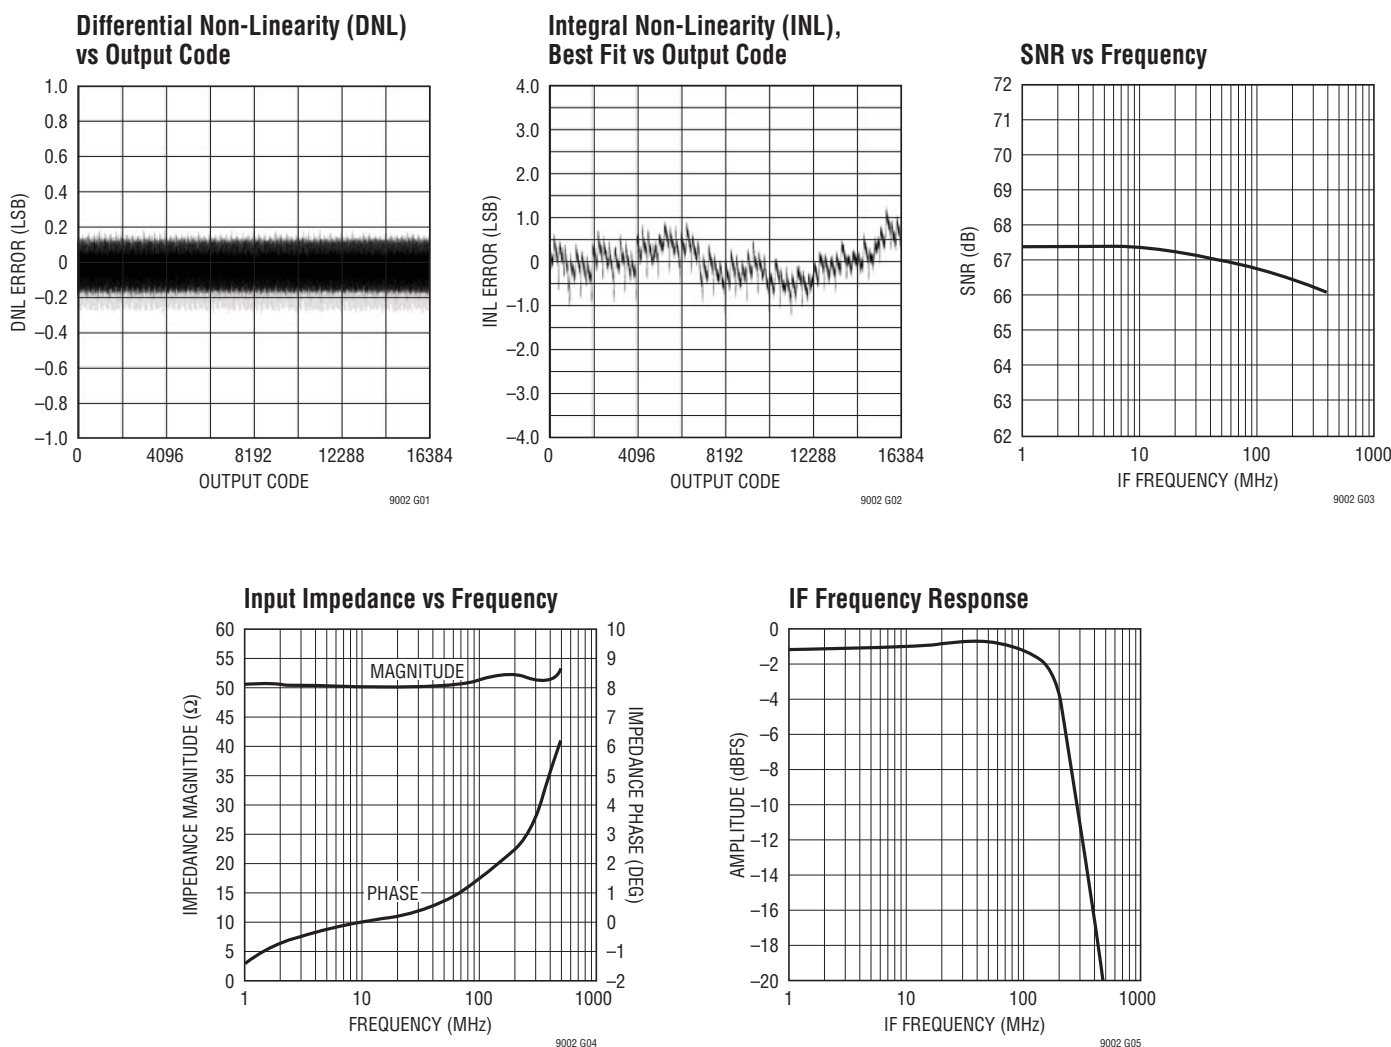 Differential Non-Linearity (DNL)
vs Output Code
1.0
0.8
0.6
0.4
0.2
0
–0.2
–0.4
–0.6
–0.8
–1.0
DNL ERROR (LSB)
0 4096 8192 12288 16384
OUTPUT CODE
9002 G01
Integral Non-Linearity (INL),
Best Fit vs Output Code
4.0
3.0
2.0
1.0
0
–1.0
–2.0
–3.0
–4.0
INL ERROR (LSB)
0 4096 8192 12288 16384
OUTPUT CODE
9002 G02
SNR vs Frequency
72
71
70
69
68
67
66
65
64
63
62
SNR (dB)
1 10 100 1000
IF FREQUENCY (MHz)
9002 G03
Input Impedance vs Frequency
60
55
50
45
40
35
30
25
20
15
10
5
0
IMPEDANCE MAGNITUDE (Ω)
MAGNITUDE
PHASE
10
9
8
7
6
5
4
3
2
1
0
–1
–2
IMPEDANCE PHASE (DEG)
1 10 100 1000
FREQUENCY (MHz)
9002 G04
IF Frequency Response
0
–2
–4
–6
–8
–10
–12
–14
–16
–18
–20
AMPLITUDE (dBFS)
1 10 100 1000
IF FREQUENCY (MHz)
9002 G05